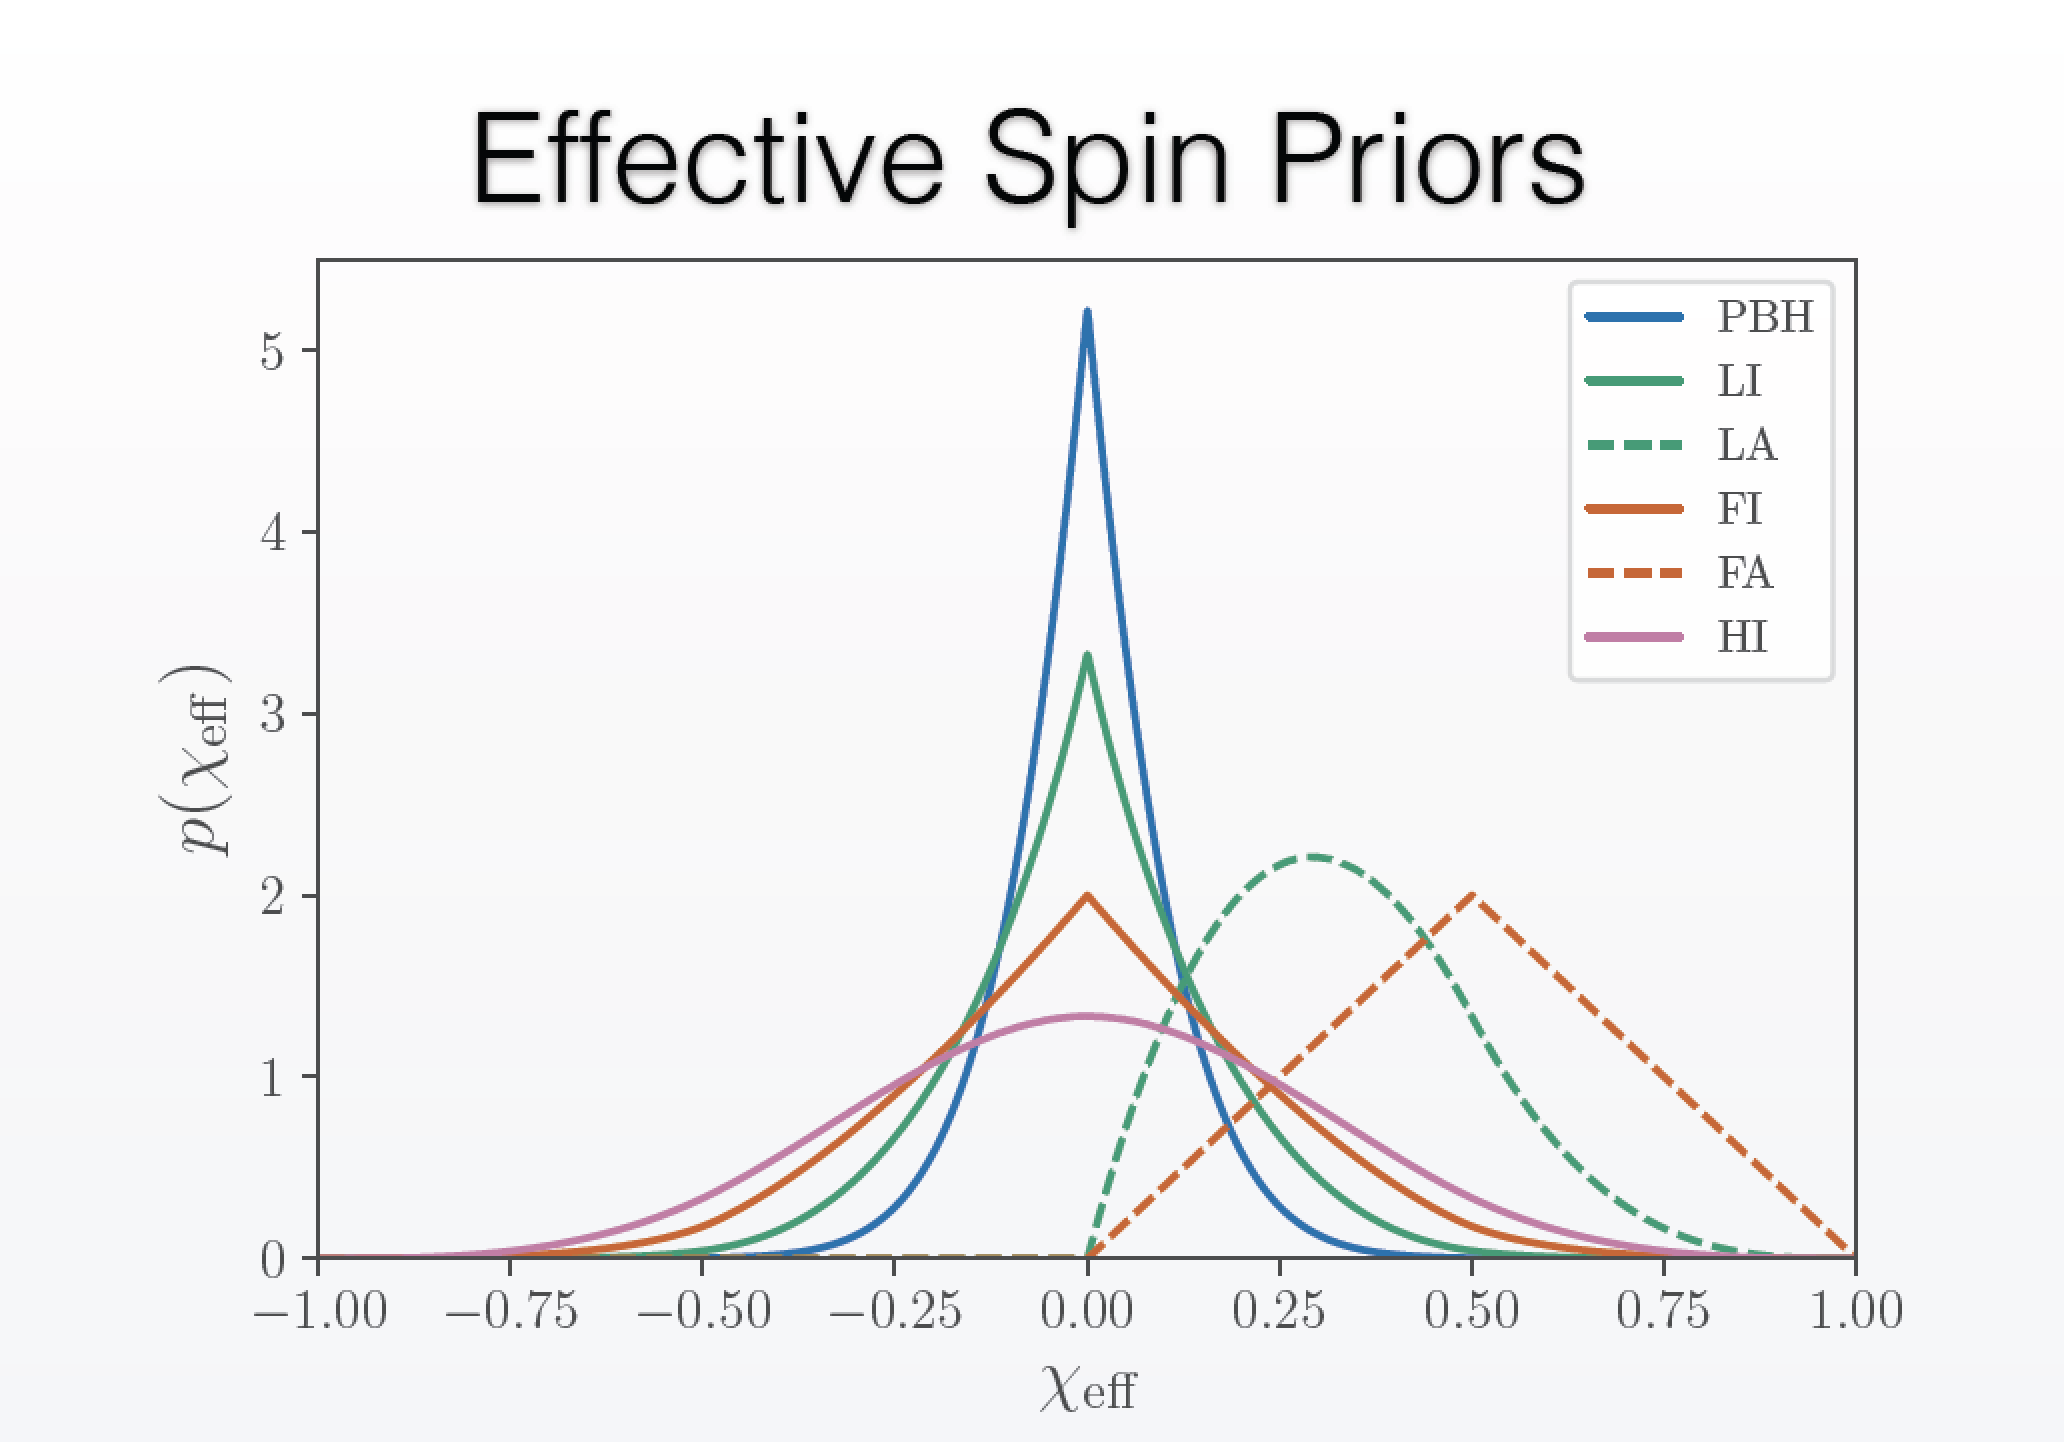 Effective Spin Priors
PBH
LI
LA
FI
FA
HI
p(χeff)
5
4
3
2
1
0
−1.00 −0.75 −0.50 −0.25 0.00 0.25 0.50 0.75 1.00
χeff